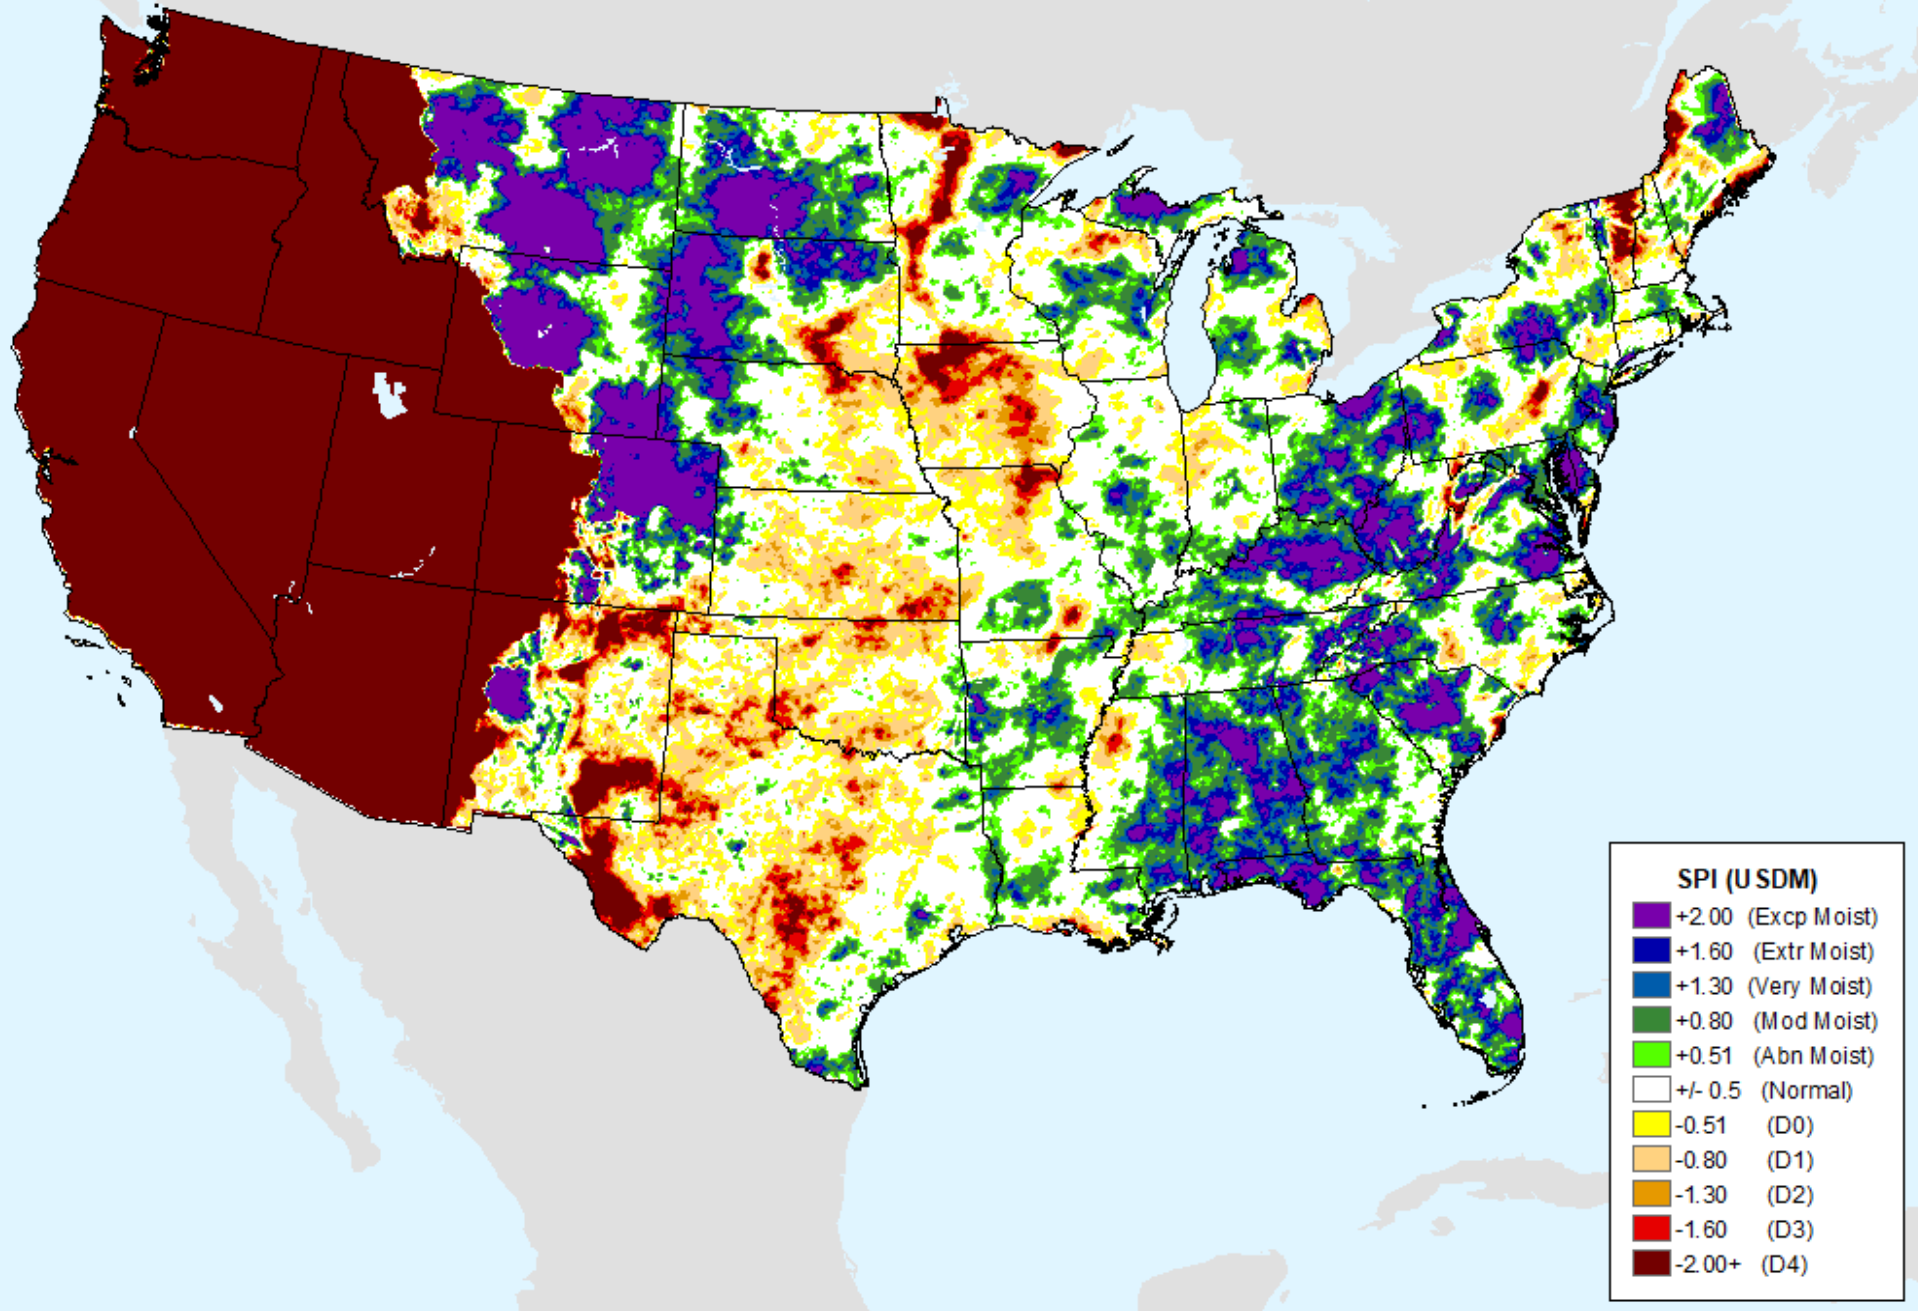 SPI (USDM)
+2.00 (Excp Moist)
+1.60 (Extr Moist)
+1.30 (Very Moist)
+0.80 (Mod Moist)
+0.51 (Abn Moist)
+/- 0.5 (Normal)
-0.51 (D0)
-0.80 (D1)
-1.30 (D2)
-1.60 (D3)
-2.00+ (D4)